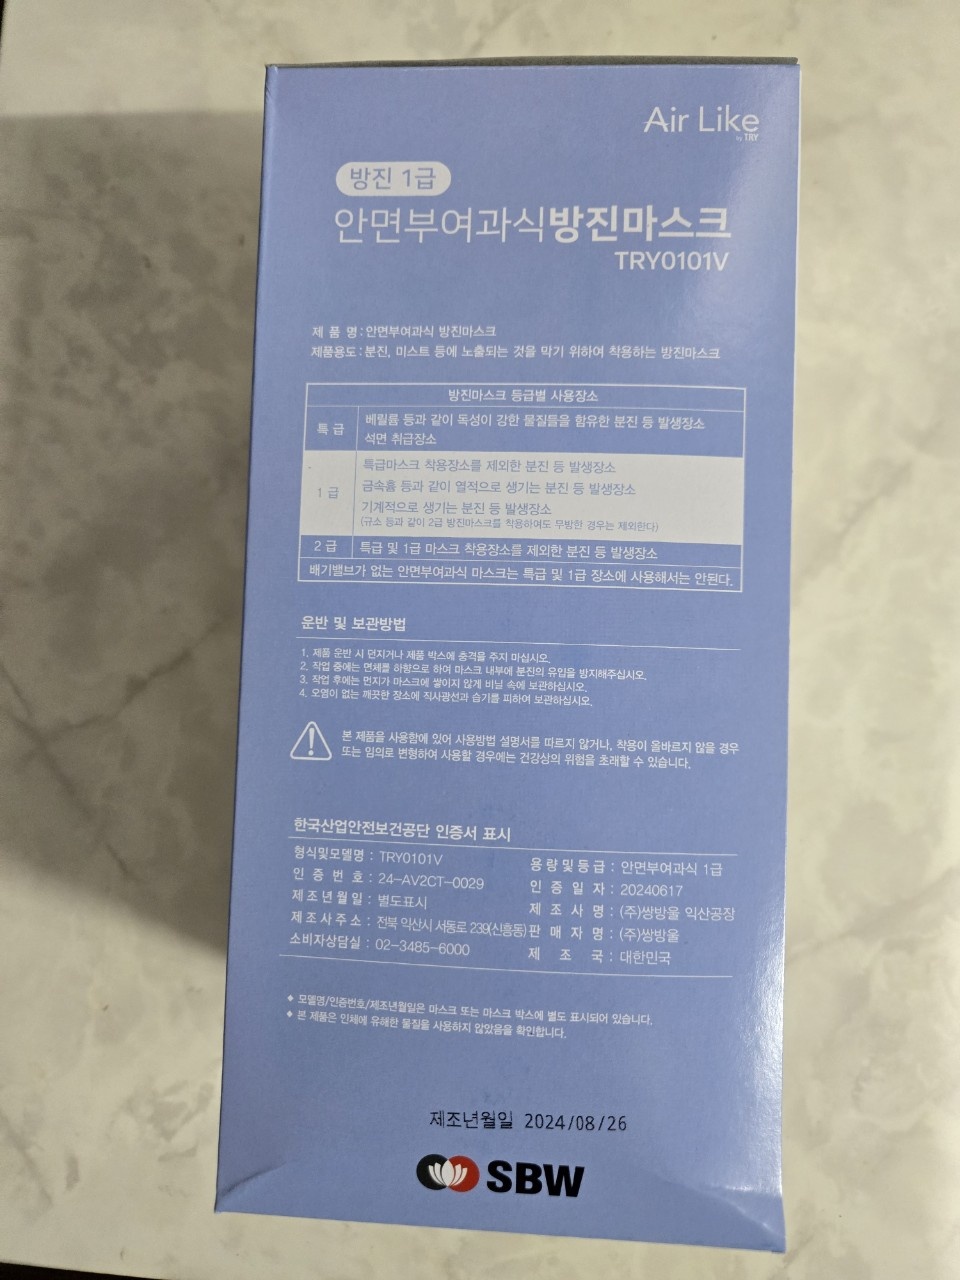 Air Like
by TRY
방진 1급
안면부여과식방진마스크
TRY0101V
제 품 명 : 안면부여과식 방진마스크
제품용도 : 분진, 미스트 등에 노출되는 것을 막기 위하여 착용하는 방진마스크
방진마스크 등급별 사용장소
특 급 베릴륨 등과 같이 독성이 강한 물질들을 함유한 분진 등 발생장소
석면 취급장소
1 급 특급마스크 착용장소를 제외한 분진 등 발생장소
금속흄 등과 같이 열적으로 생기는 분진 등 발생장소
기계적으로 생기는 분진 등 발생장소
(규소 등과 같이 2급 방진마스크를 착용하여도 무방한 경우는 제외한다)
2 급 특급 및 1급 마스크 착용장소를 제외한 분진 등 발생장소
배기밸브가 없는 안면부여과식 마스크는 특급 및 1급 장소에 사용해서는 안된다.
운반 및 보관방법
1. 제품 운반 시 던지거나 제품 박스에 충격을 주지 마십시오.
2. 작업 중에는 면체를 하향으로 하여 마스크 내부에 분진의 유입을 방지해주십시오.
3. 작업 후에는 먼지가 마스크에 쌓이지 않게 비닐 속에 보관하십시오.
4. 오염이 없는 깨끗한 장소에 직사광선과 습기를 피하여 보관하십시오.
본 제품을 사용함에 있어 사용방법 설명서를 따르지 않거나, 착용이 올바르지 않을 경우
또는 임의로 변형하여 사용할 경우에는 건강상의 위험을 초래할 수 있습니다.
한국산업안전보건공단 인증서 표시
형식및모델명 : TRY0101V 용량및등급 : 안면부여과식 1급
인 증 번 호 : 24-AV2CT-0029 인 증 일 자 : 20240617
제조년월일 : 별도표시 제 조 사 명 : (주)쌍방울 익산공장
제조사주소 : 전북 익산시 서동로 239(신흥동) 판 매 자 명 : (주)쌍방울
소비자상담실 : 02-3485-6000 제 조 국 : 대한민국
◆ 모델명/인증번호/제조년월일은 마스크 또는 마스크 박스에 별도 표시되어 있습니다.
◆ 본 제품은 인체에 유해한 물질을 사용하지 않았음을 확인합니다.
제조년월일 2024/08/26
SBW